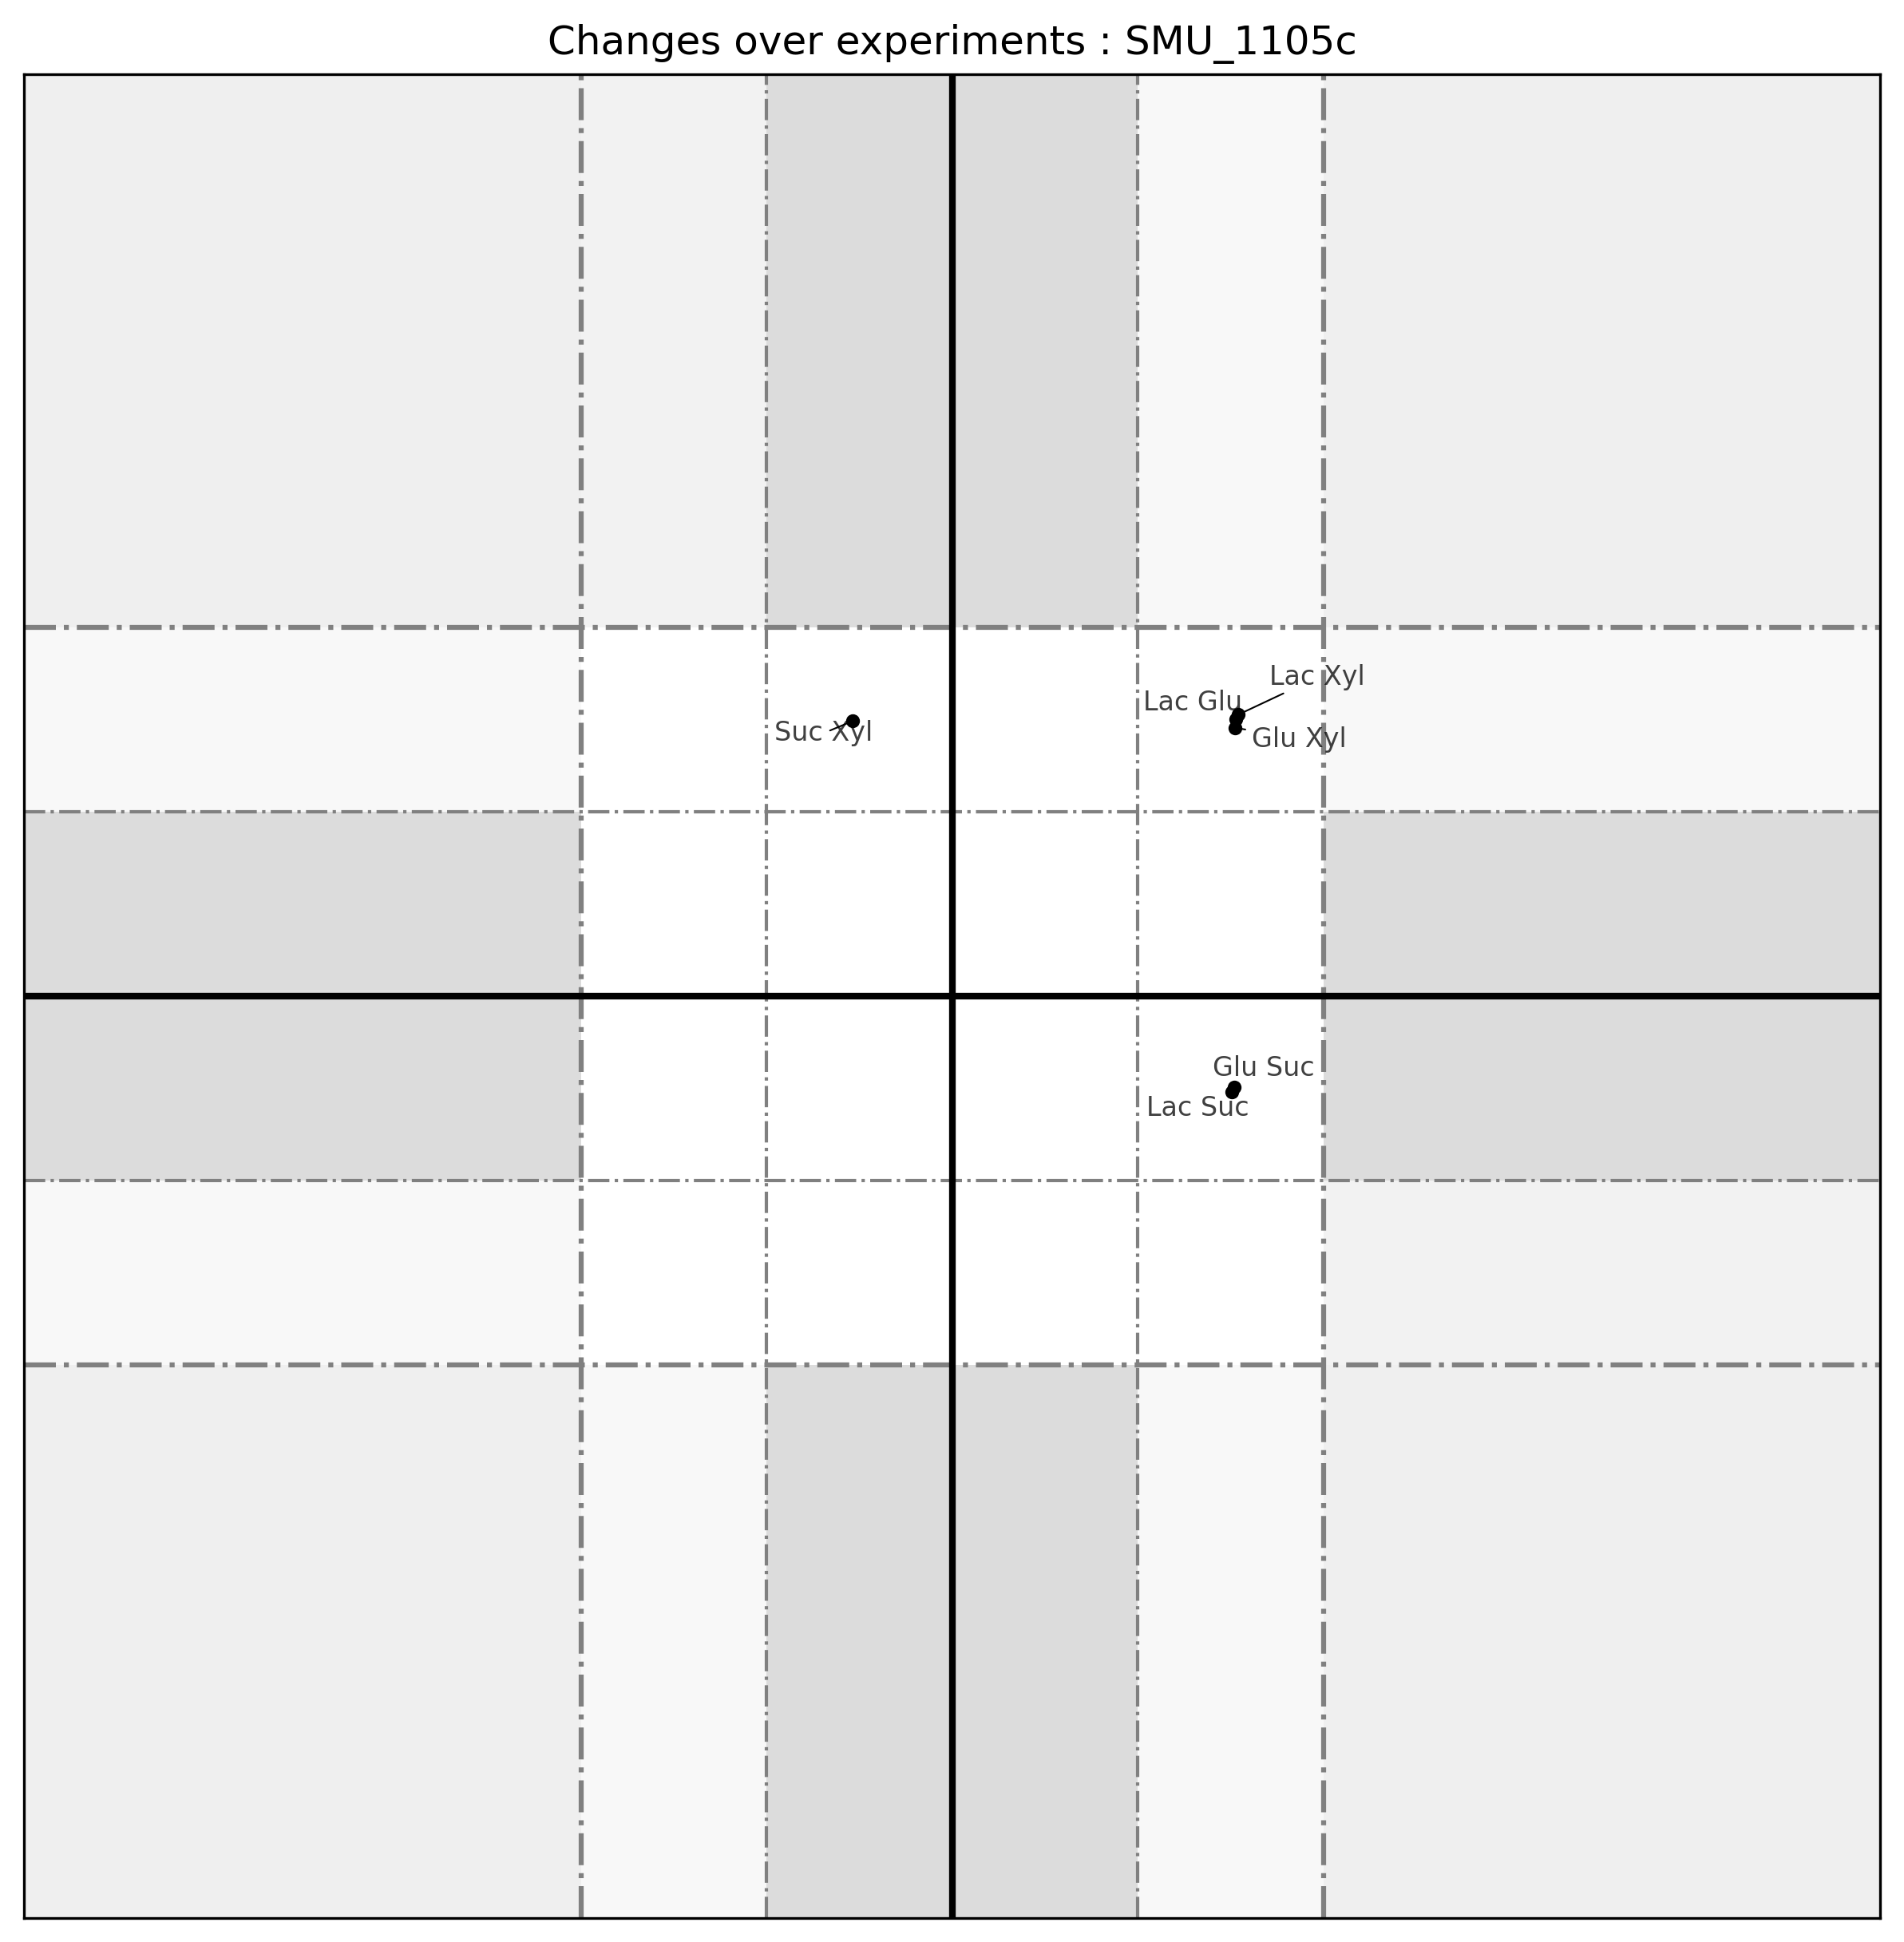 Changes over experiments : SMU_1105c
Lac Xyl
Lac Glu
Suc Xyl
Glu Xyl
Glu Suc
Lac Suc